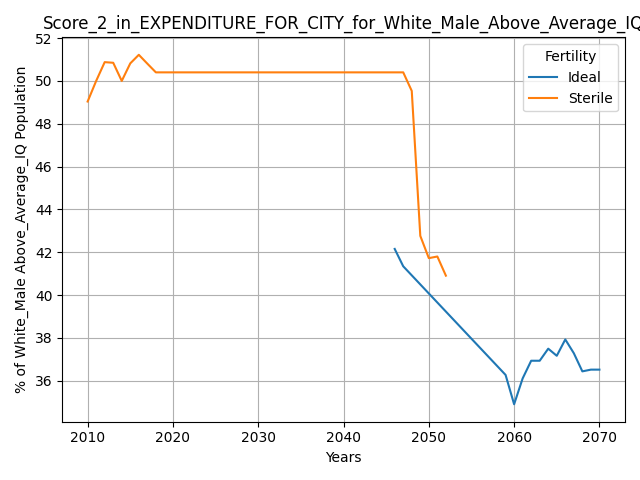 Score_2_in_EXPENDITURE_FOR_CITY_for_White_Male_Above_Average_IQ
52
50
48
46
44
42
40
38
36
% of White_Male Above_Average_IQ Population
Fertility
Ideal
Sterile
2010 2020 2030 2040 2050 2060 2070
Years